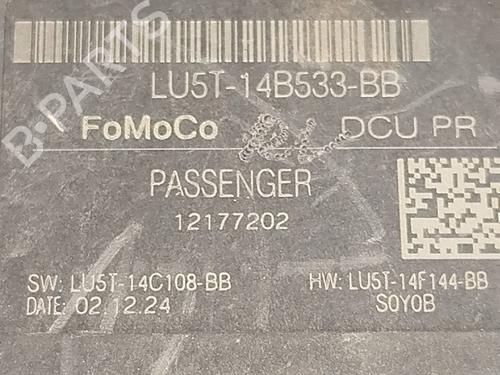 LU5T-14B533-BB
FoMoCo DCU PR
PASSENGER
12177202
SW: LU5T-14C108-BB HW: LU5T-14F144-BB
DATE: 02.12.24 S0Y0B
B-PARTS